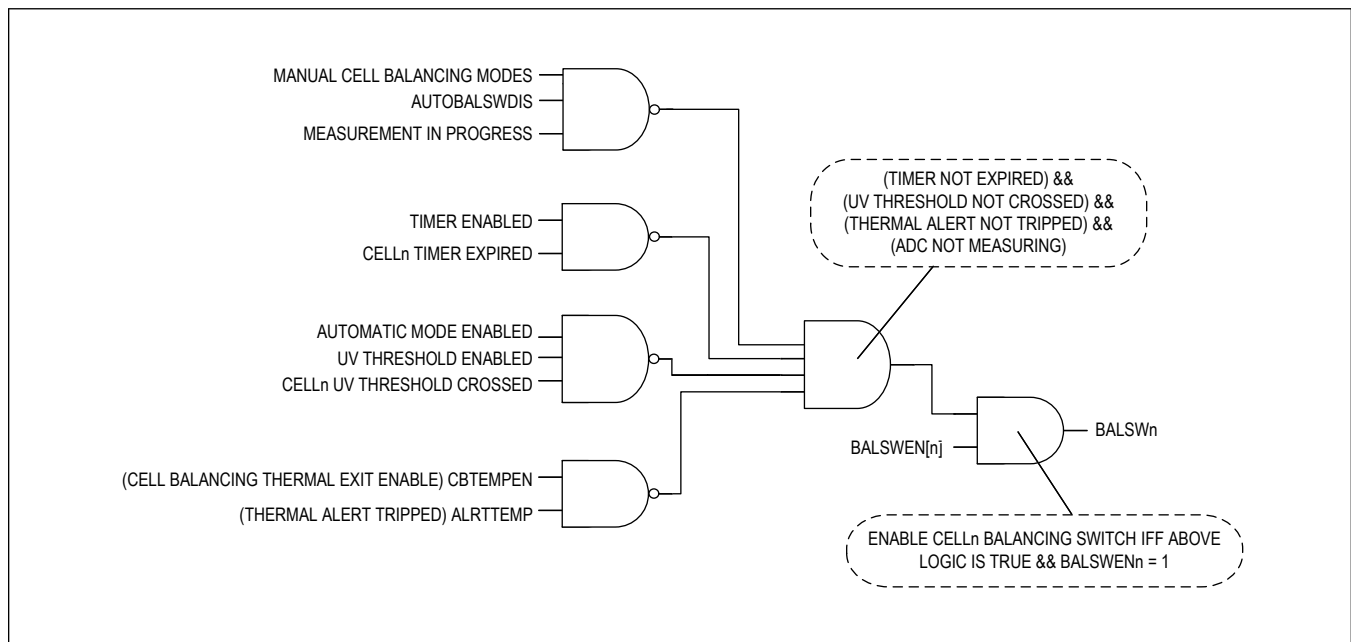 MANUAL CELL BALANCING MODES
AUTOBALSWDIS
MEASUREMENT IN PROGRESS
TIMER ENABLED
CELLn TIMER EXPIRED
AUTOMATIC MODE ENABLED
UV THRESHOLD ENABLED
CELLn UV THRESHOLD CROSSED
(CELL BALANCING THERMAL EXIT ENABLE) CBTEMPEN
(THERMAL ALERT TRIPPED) ALRTTEMP
(TIMER NOT EXPIRED) &&
(UV THRESHOLD NOT CROSSED) &&
(THERMAL ALERT NOT TRIPPED) &&
(ADC NOT MEASURING)
BALSWEN[n]
BALSWn
ENABLE CELLn BALANCING SWITCH IFF ABOVE
LOGIC IS TRUE && BALSWENn = 1